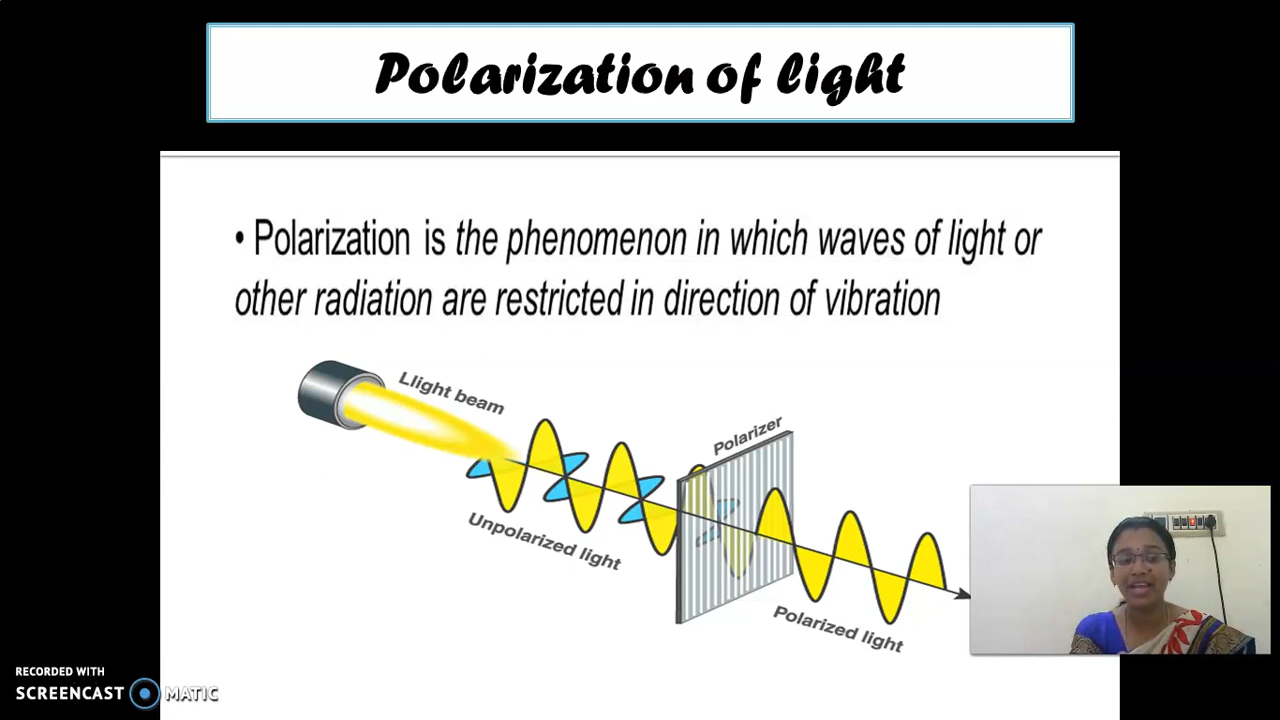 Polarization of light
• Polarization is the phenomenon in which waves of light or
other radiation are restricted in direction of vibration
Llight beam
Polarizer
Unpolarized light
Polarized light
RECORDED WITH
SCREENCAST MATIC